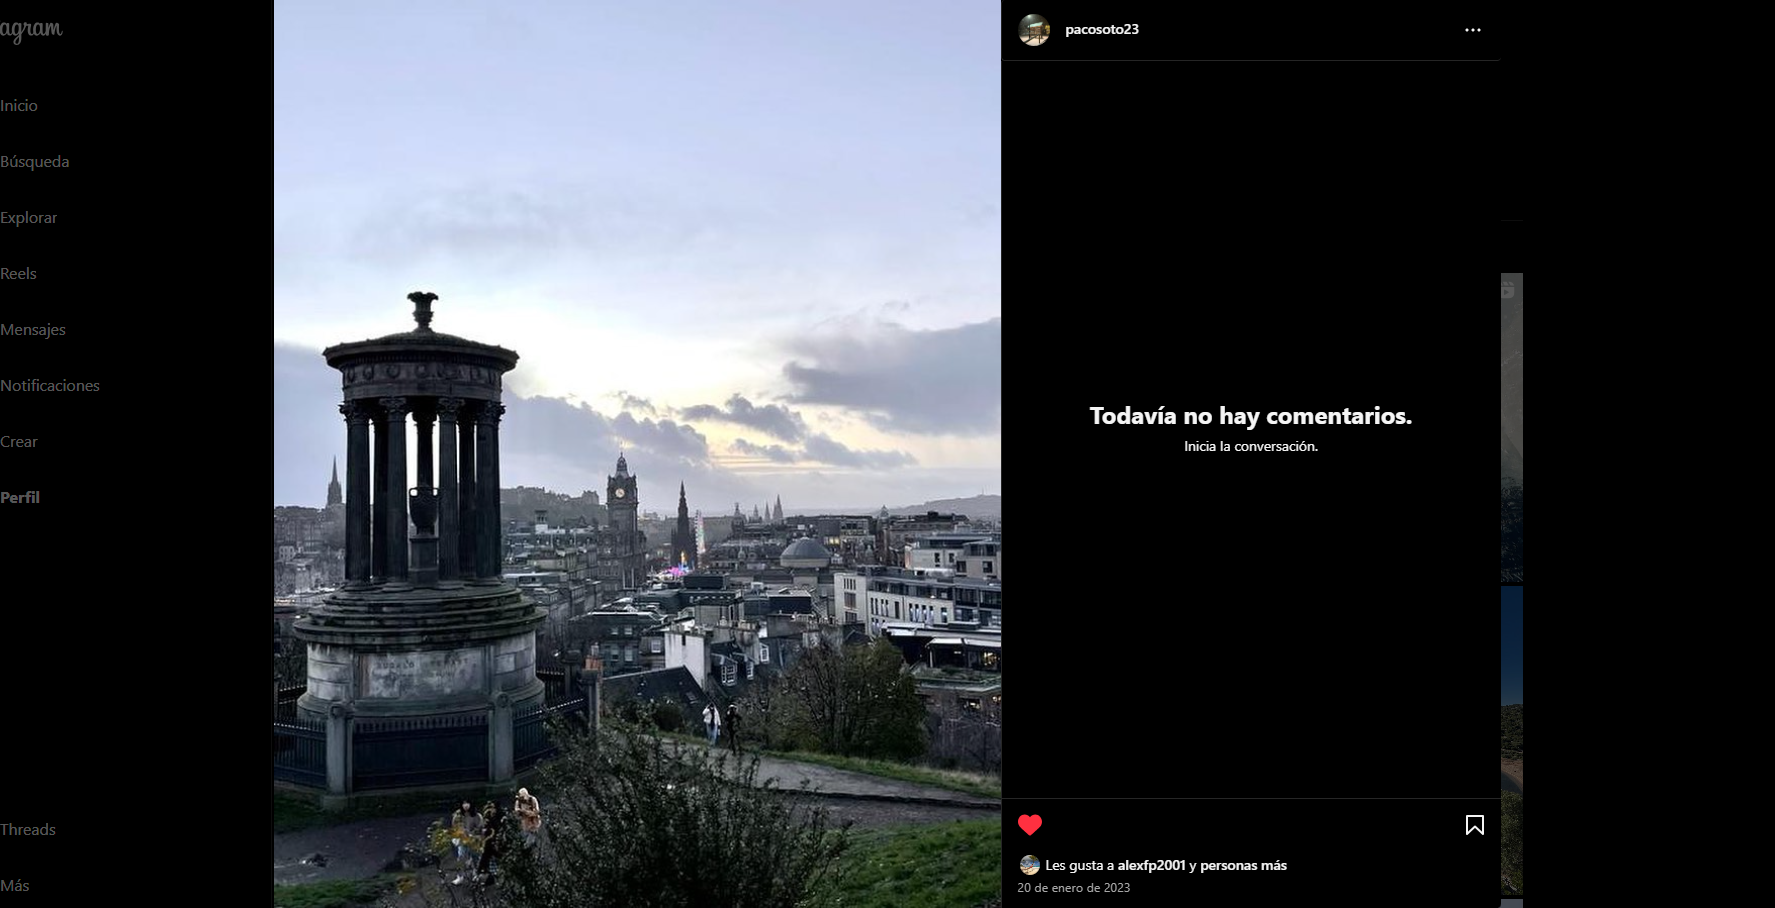 agram
Inicio
Búsqueda
Explorar
Reels
Mensajes
Notificaciones
Crear
Perfil
Threads
Más
pacosoto23
Todavía no hay comentarios.
Inicia la conversación.
Les gusta a alexfp2001 y personas más
20 de enero de 2023